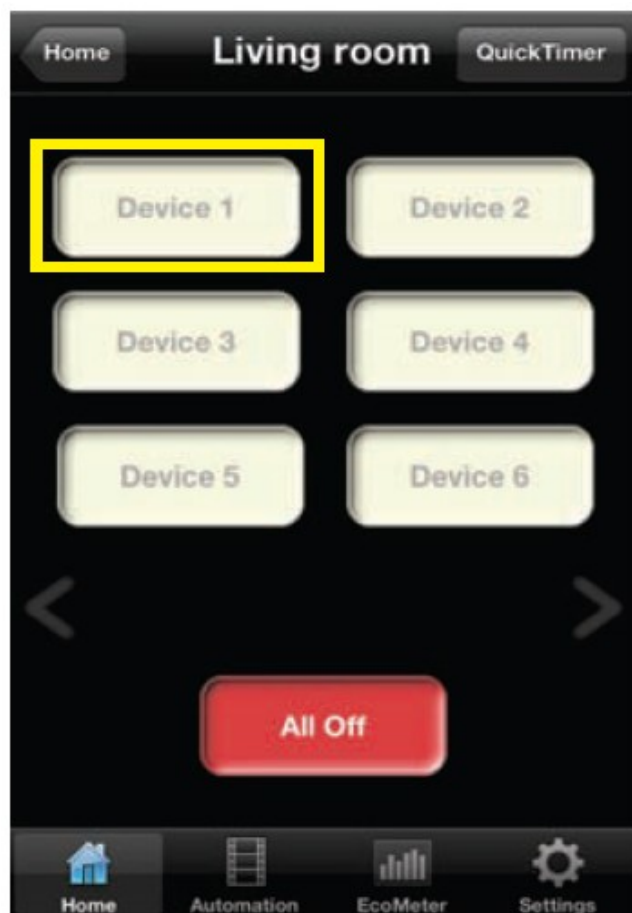 Home Living room QuickTimer
Device 1 Device 2
Device 3 Device 4
Device 5 Device 6
All Off
Home Automation EcoMeter Settings